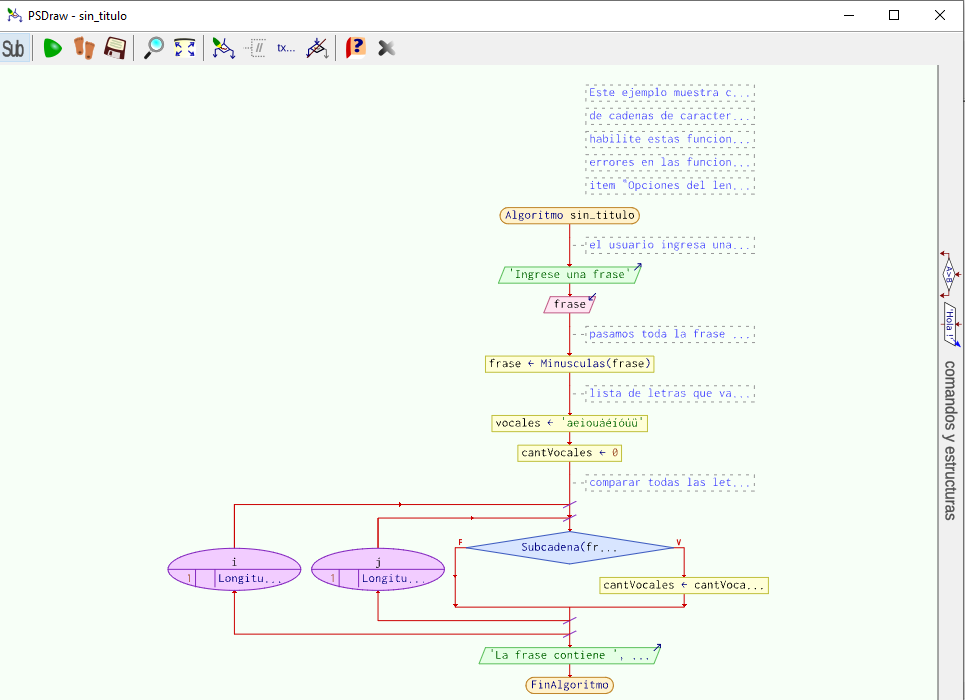 PSDraw - sin_titulo
Sub
tx...
Este ejemplo muestra c...
de cadenas de caracter...
habilite estas funcion...
errores en las funcion...
item "Opciones del len...
Algoritmo sin_titulo
el usuario ingresa una...
'Ingrese una frase'
frase
pasamos toda la frase ...
frase ← Minusculas(frase)
lista de letras que va...
vocales ← 'aeiouáéíóúü'
cantVocales ← 0
comparar todas las let...
F
Subcadena(fr...
V
i
1 Longitu...
j
1 Longitu...
cantVocales ← cantVoca...
'La frase contiene ', ...
FinAlgoritmo
A>B
"Hola !"
comandos y estructuras